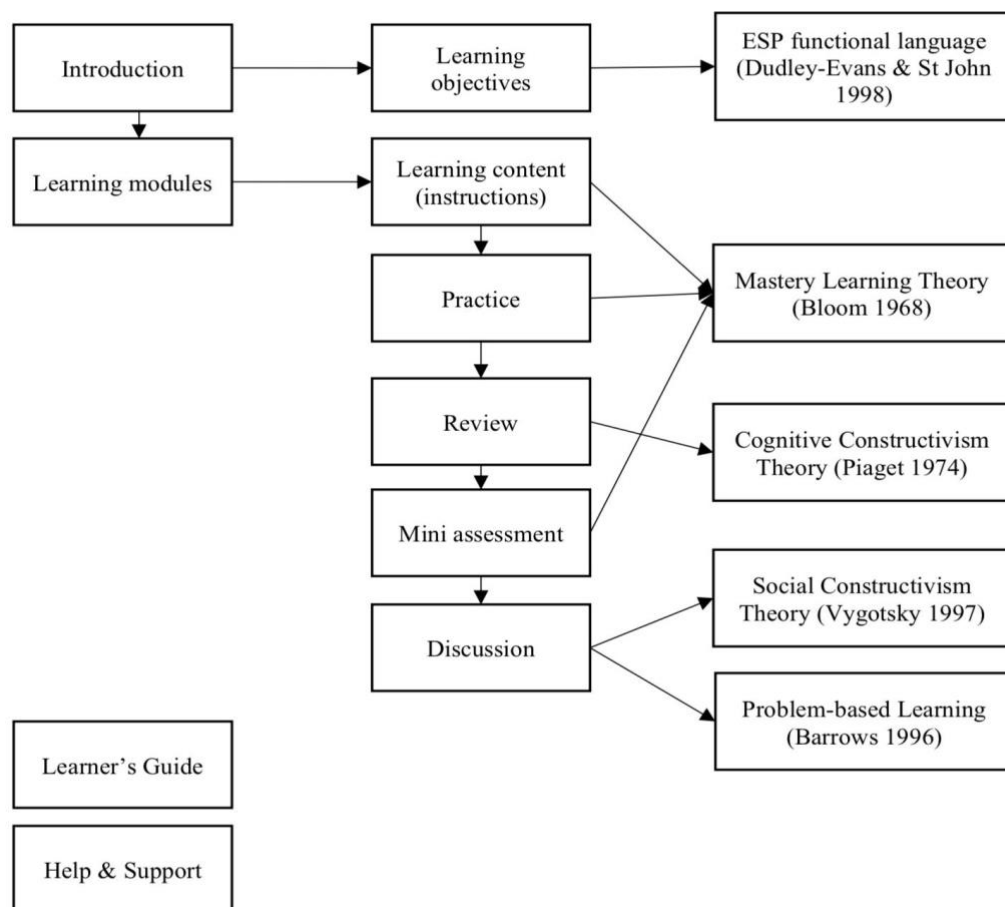 Introduction
Learning
objectives
ESP functional language
(Dudley-Evans & St John
1998)
Learning modules
Learning content
(instructions)
Practice
Mastery Learning Theory
(Bloom 1968)
Review
Cognitive Constructivism
Theory (Piaget 1974)
Mini assessment
Social Constructivism
Theory (Vygotsky 1997)
Discussion
Problem-based Learning
(Barrows 1996)
Learner’s Guide
Help & Support